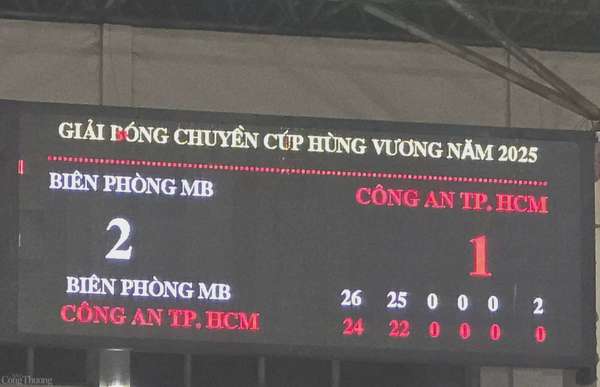 GIẢI BÓNG CHUYỀN CÚP HÙNG VƯƠNG NĂM 2025
BIÊN PHÒNG MB CÔNG AN TP. HCM
2 1
BIÊN PHÒNG MB 26 25 0 0 0 2
CÔNG AN TP. HCM 24 22 0 0 0 0
Công Thương